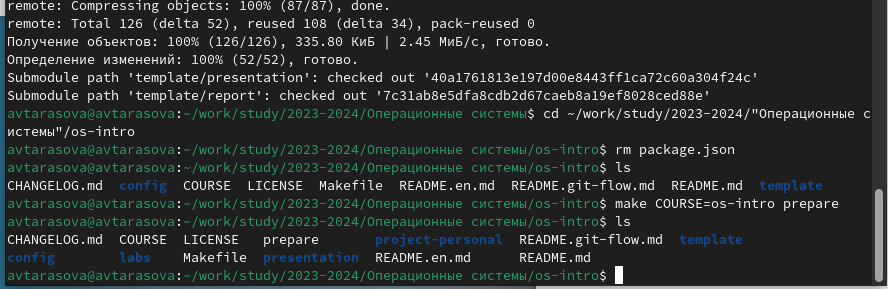 remote: Compressing objects: 100% (87/87), done.
remote: Total 126 (delta 52), reused 108 (delta 34), pack-reused 0
Получение объектов: 100% (126/126), 335.80 КиБ | 2.45 МиБ/с, готово.
Определение изменений: 100% (52/52), готово.
Submodule path 'template/presentation': checked out '40a1761813e197d00e8443ff1ca72c60a304f24c'
Submodule path 'template/report': checked out '7c31ab8e5dfa8cdb2d67caeb8a19ef8028ced88e'
avtarasova@avtarasova:~/work/study/2023-2024/Операционные системы$ cd ~/work/study/2023-2024/"Операционные с
истемы"/os-intro
avtarasova@avtarasova:~/work/study/2023-2024/Операционные системы/os-intro$ rm package.json
avtarasova@avtarasova:~/work/study/2023-2024/Операционные системы/os-intro$ ls
CHANGELOG.md config COURSE LICENSE Makefile README.en.md README.git-flow.md README.md template
avtarasova@avtarasova:~/work/study/2023-2024/Операционные системы/os-intro$ make COURSE=os-intro prepare
avtarasova@avtarasova:~/work/study/2023-2024/Операционные системы/os-intro$ ls
CHANGELOG.md COURSE LICENSE prepare project-personal README.git-flow.md template
config labs Makefile presentation README.en.md README.md
avtarasova@avtarasova:~/work/study/2023-2024/Операционные системы/os-intro$